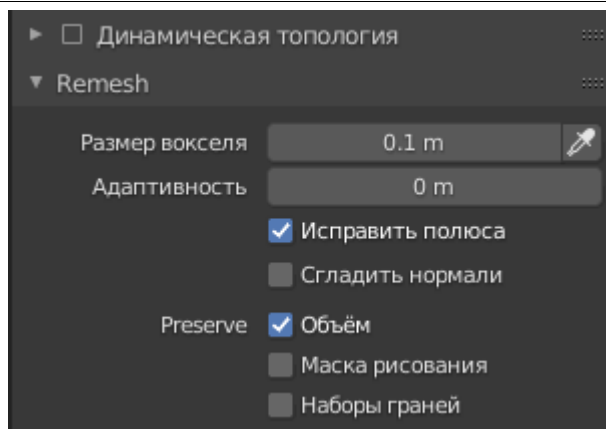 Динамическая топология
Remesh
Размер вокселя 0.1 m
Адаптивность 0 m
Исправить полюса
Сгладить нормали
Preserve Объём
Маска рисования
Наборы граней